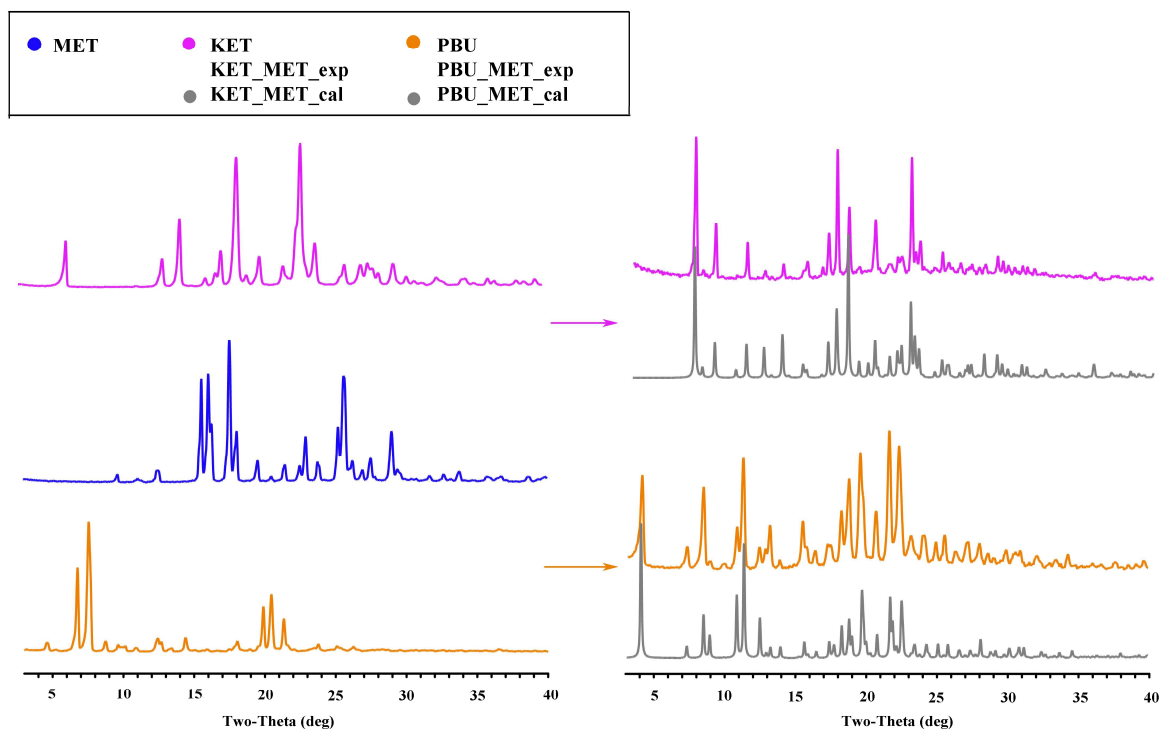 MET KET PBU
KET_MET_exp PBU_MET_exp
KET_MET_cal PBU_MET_cal
5 10 15 20 25 30 35 40
Two-Theta (deg)
5 10 15 20 25 30 35 40
Two-Theta (deg)